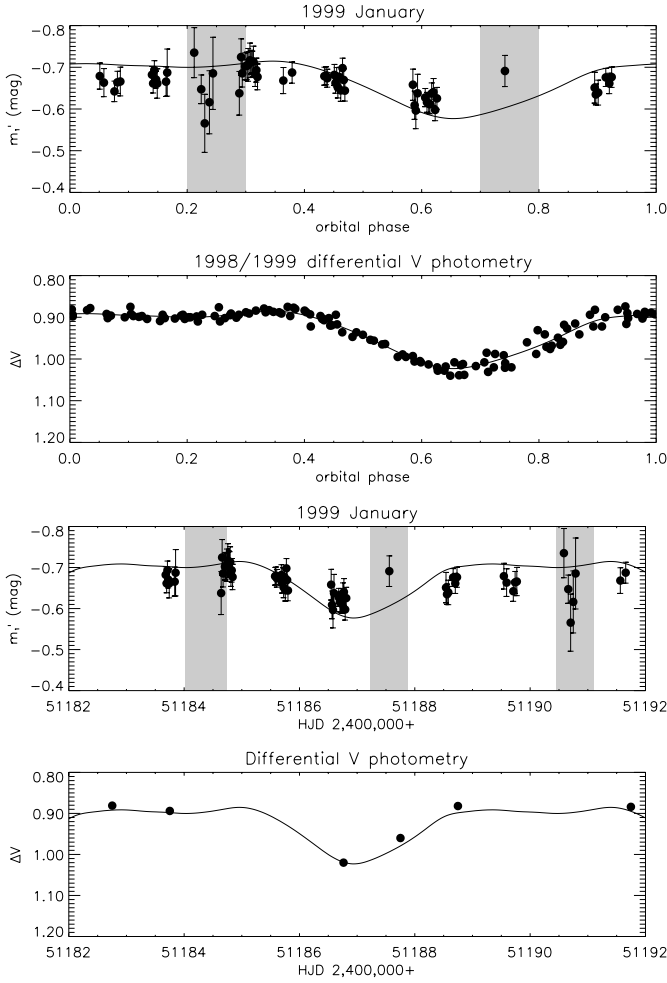 1999 January
-0.8
-0.7
-0.6
-0.5
-0.4
m,' (mag)
0.0 0.2 0.4 0.6 0.8 1.0
orbital phase
1998/1999 differential V photometry
0.80
0.90
1.00
1.10
1.20
ΔV
0.0 0.2 0.4 0.6 0.8 1.0
orbital phase
1999 January
-0.8
-0.7
-0.6
-0.5
-0.4
m,' (mag)
51182 51184 51186 51188 51190 51192
HJD 2,400,000+
Differential V photometry
0.80
0.90
1.00
1.10
1.20
ΔV
51182 51184 51186 51188 51190 51192
HJD 2,400,000+